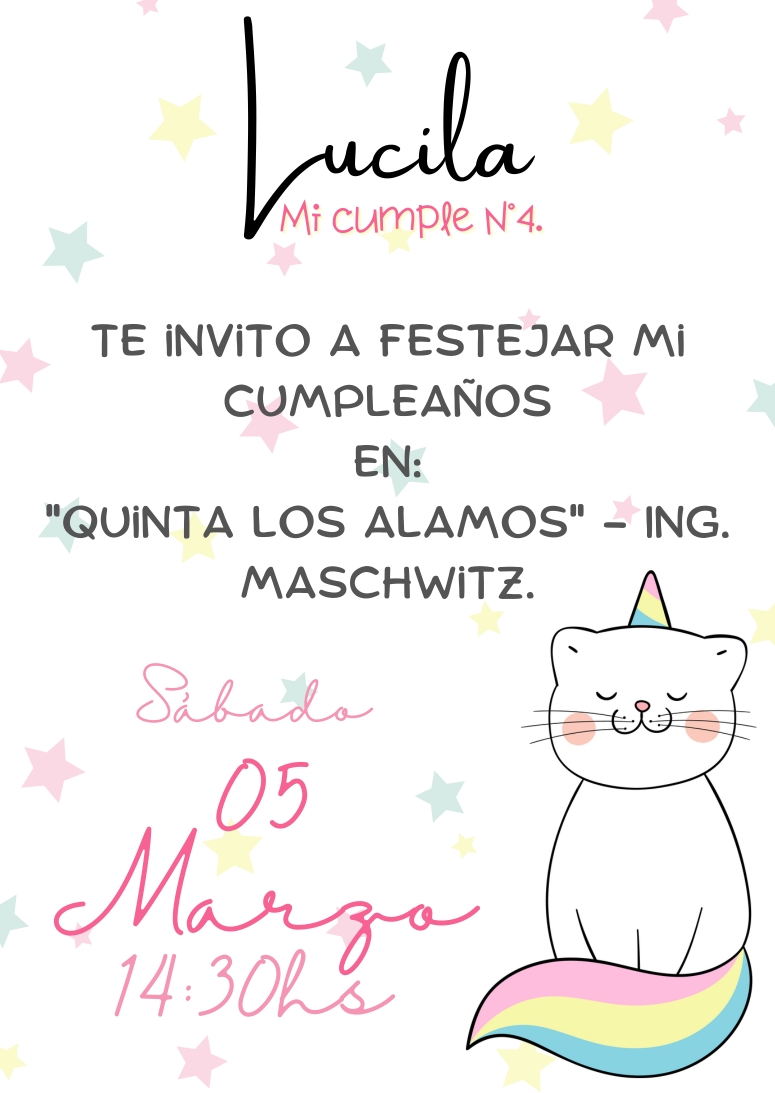 Lucila
Mi cumple N°4.
TE INVITO A FESTEJAR MI
CUMPLEAÑOS
EN:
"QUINTA LOS ALAMOS" - ING.
MASCHWITZ.
Sábado
05
Marzo
14:30hs